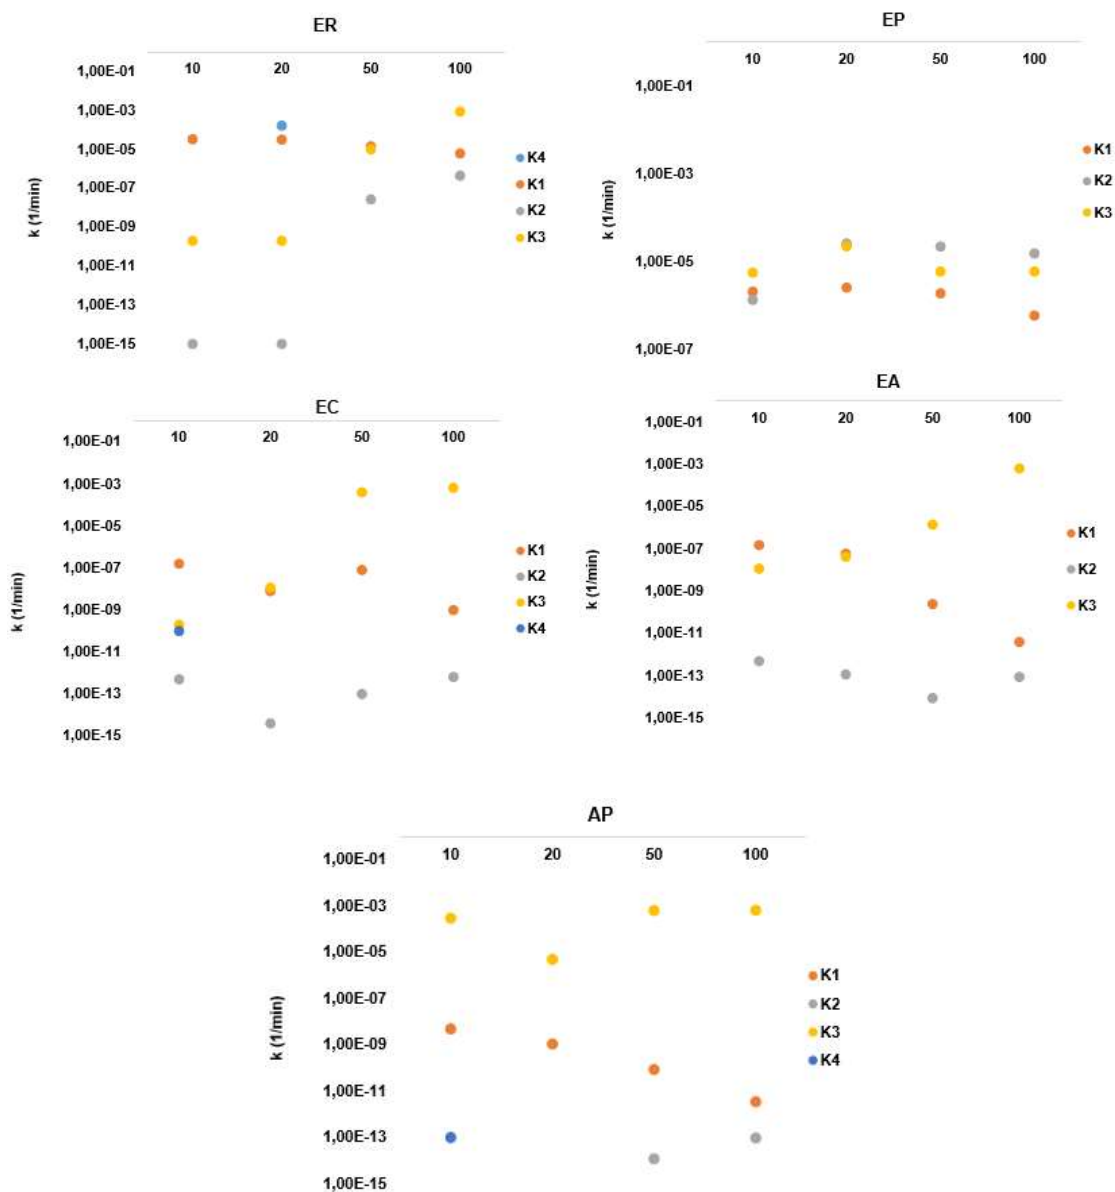 ER
10 20 50 100
1,00E-01
1,00E-03
1,00E-05
1,00E-07
1,00E-09
1,00E-11
1,00E-13
1,00E-15
k (1/min)
K4
K1
K2
K3
EP
10 20 50 100
1,00E-01
1,00E-03
1,00E-05
1,00E-07
k (1/min)
K1
K2
K3
EC
10 20 50 100
1,00E-01
1,00E-03
1,00E-05
1,00E-07
1,00E-09
1,00E-11
1,00E-13
1,00E-15
k (1/min)
K1
K2
K3
K4
EA
10 20 50 100
1,00E-01
1,00E-03
1,00E-05
1,00E-07
1,00E-09
1,00E-11
1,00E-13
1,00E-15
k (1/min)
K1
K2
K3
AP
10 20 50 100
1,00E-01
1,00E-03
1,00E-05
1,00E-07
1,00E-09
1,00E-11
1,00E-13
1,00E-15
k (1/min)
K1
K2
K3
K4